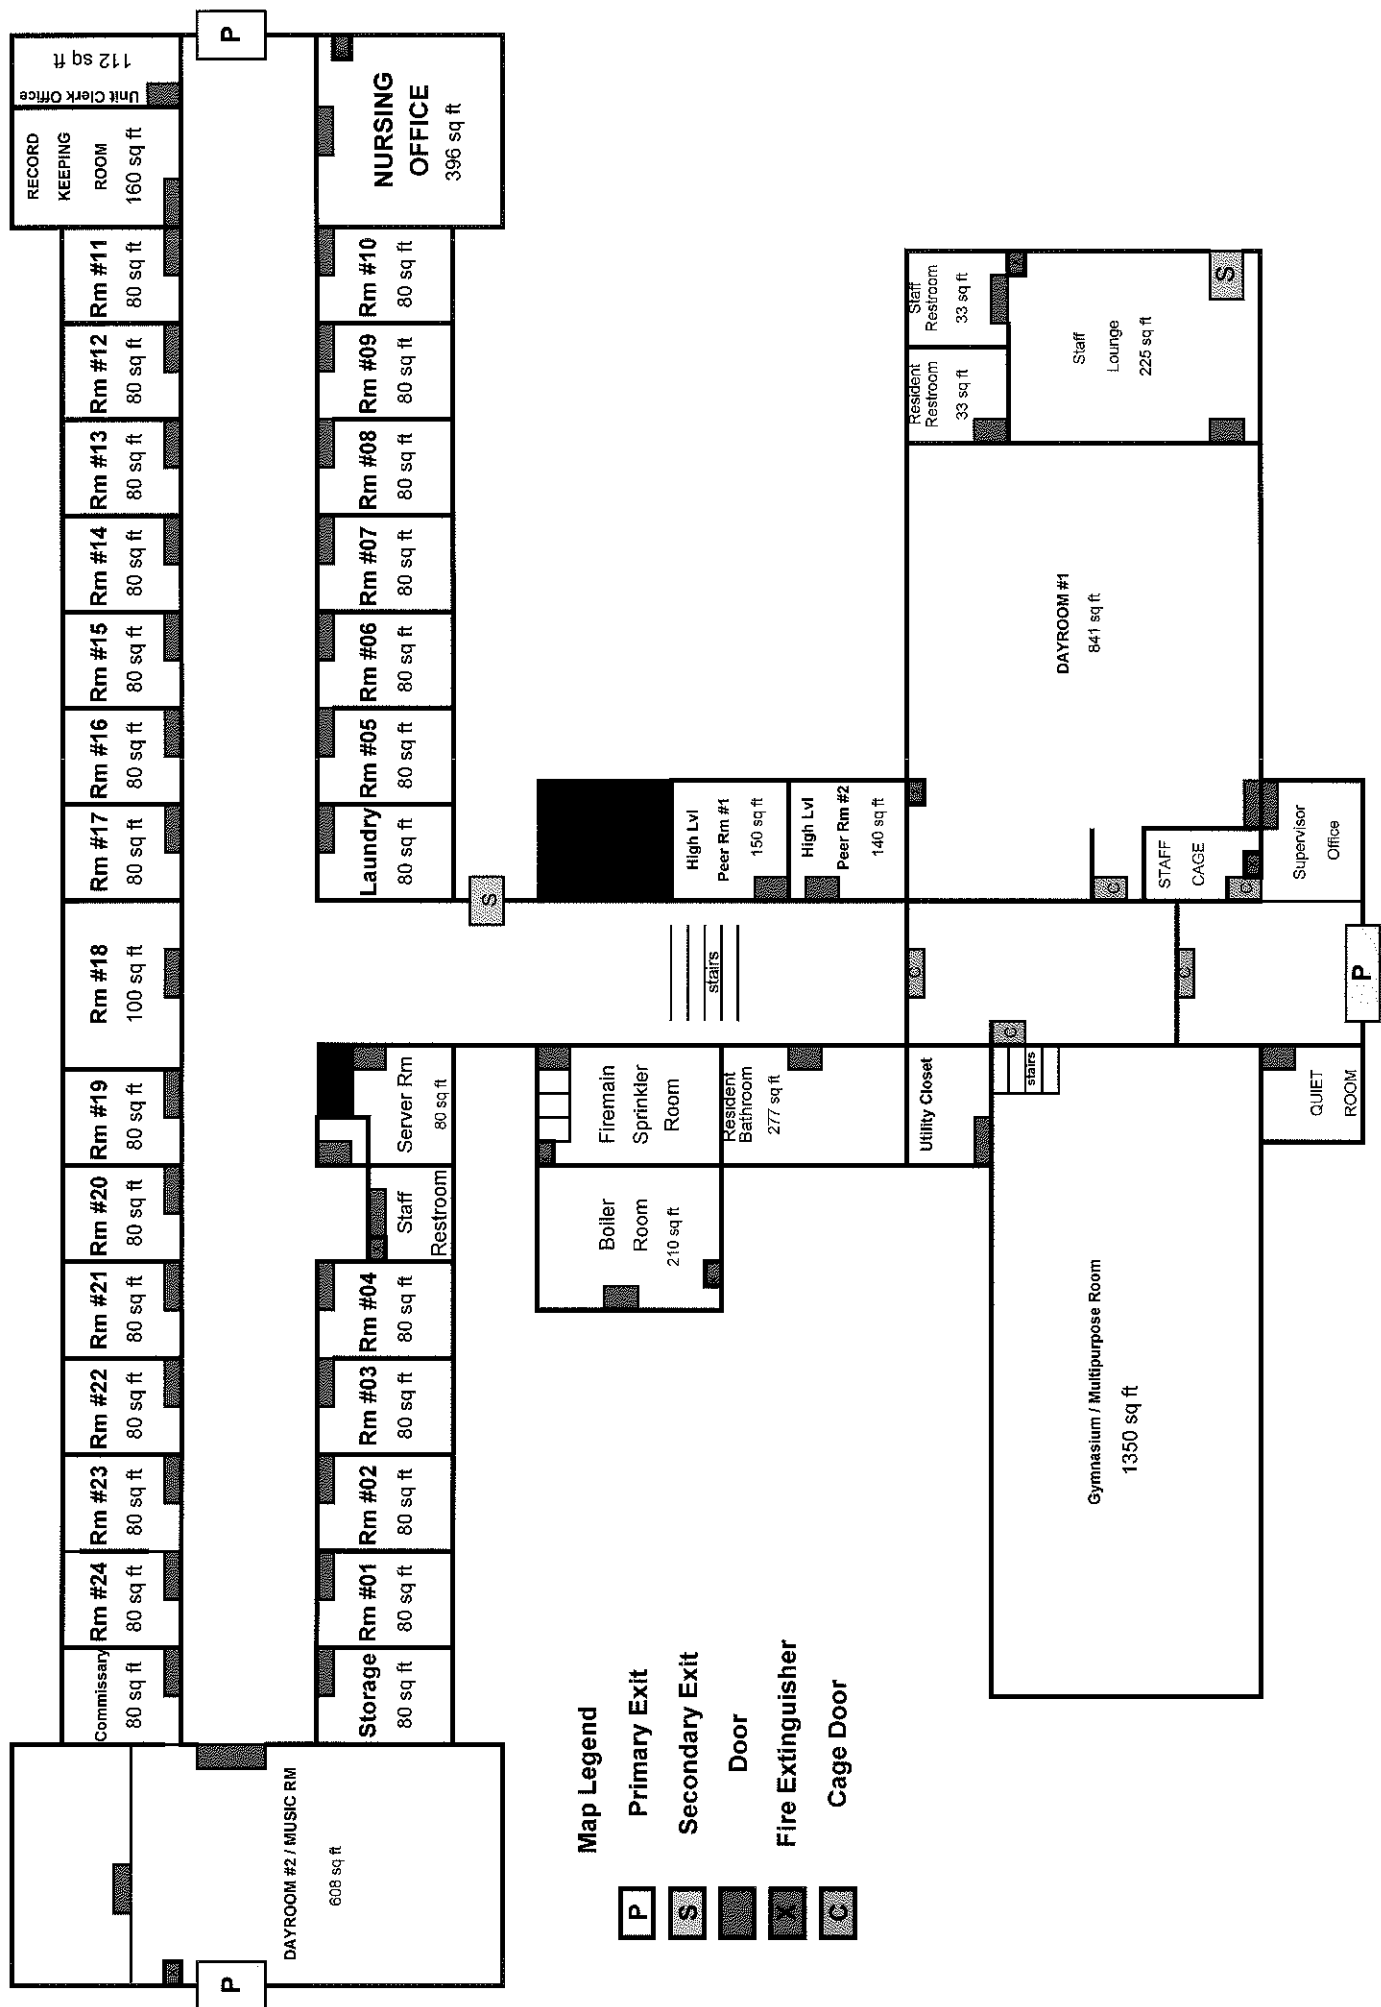 P
Unit Clerk Office
112 sq ft
RECORD
KEEPING
ROOM
160 sq ft
NURSING
OFFICE
396 sq ft
Rm #11
80 sq ft
Rm #12
80 sq ft
Rm #13
80 sq ft
Rm #14
80 sq ft
Rm #15
80 sq ft
Rm #16
80 sq ft
Rm #17
80 sq ft
Rm #18
100 sq ft
Rm #19
80 sq ft
Rm #20
80 sq ft
Rm #21
80 sq ft
Rm #22
80 sq ft
Rm #23
80 sq ft
Rm #24
80 sq ft
Commissary
80 sq ft
Rm #10
80 sq ft
Rm #09
80 sq ft
Rm #08
80 sq ft
Rm #07
80 sq ft
Rm #06
80 sq ft
Rm #05
80 sq ft
Laundry
80 sq ft
Server Rm
80 sq ft
Staff
Restroom
Rm #04
80 sq ft
Rm #03
80 sq ft
Rm #02
80 sq ft
Rm #01
80 sq ft
Storage
80 sq ft
DAYROOM #2 / MUSIC RM
608 sq ft
P
S
High Lvl
Peer Rm #1
150 sq ft
High Lvl
Peer Rm #2
140 sq ft
stairs
Firemain
Sprinkler
Room
Boiler
Room
210 sq ft
Resident
Bathroom
277 sq ft
Utility Closet
Staff
Restroom
33 sq ft
Resident
Restroom
33 sq ft
Staff
Lounge
225 sq ft
S
DAYROOM #1
841 sq ft
STAFF
CAGE
C
C
C
C
C
Supervisor
Office
P
QUIET
ROOM
stairs
Gymnasium / Multipurpose Room
1350 sq ft
Map Legend
P Primary Exit
S Secondary Exit
Door
X Fire Extinguisher
C Cage Door